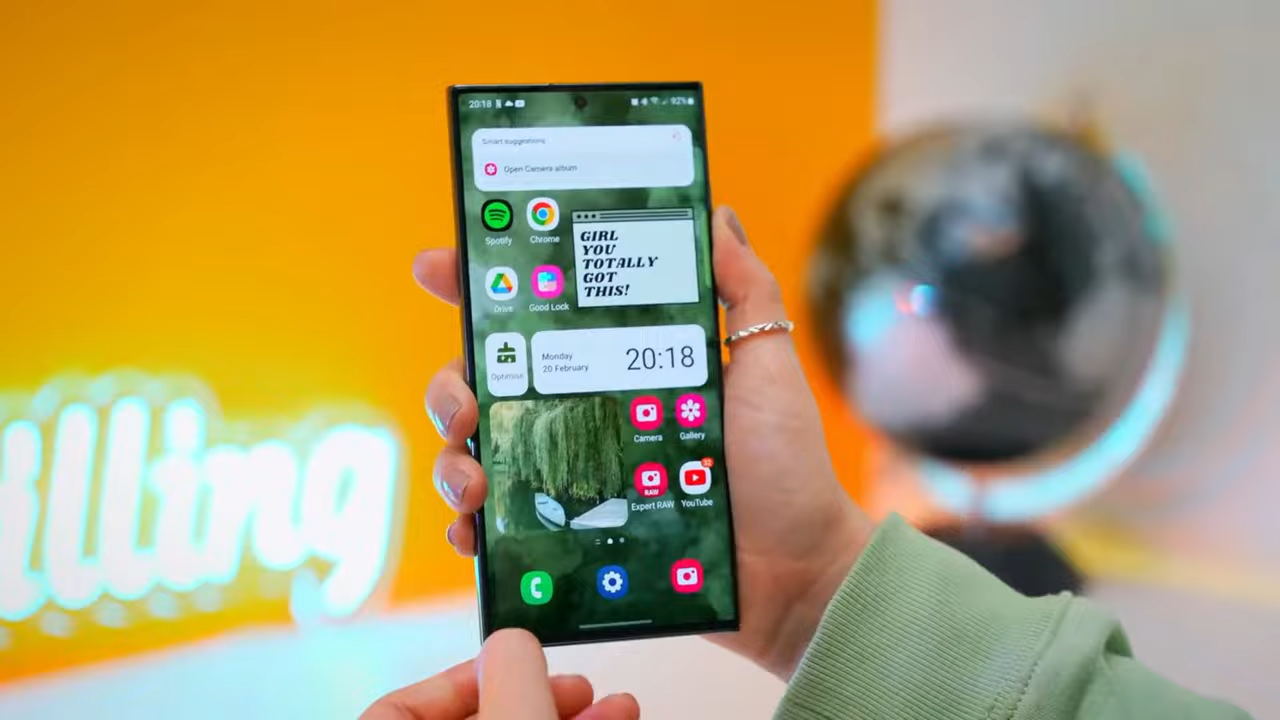 20:18
92%
Smart suggestions
Open Camera album
Spotify
Chrome
GIRL
YOU
TOTALLY
GOT
THIS!
Drive
Good Lock
Optimise
Monday
20 February
20:18
Camera
Gallery
RAW
Expert RAW
YouTube
illing